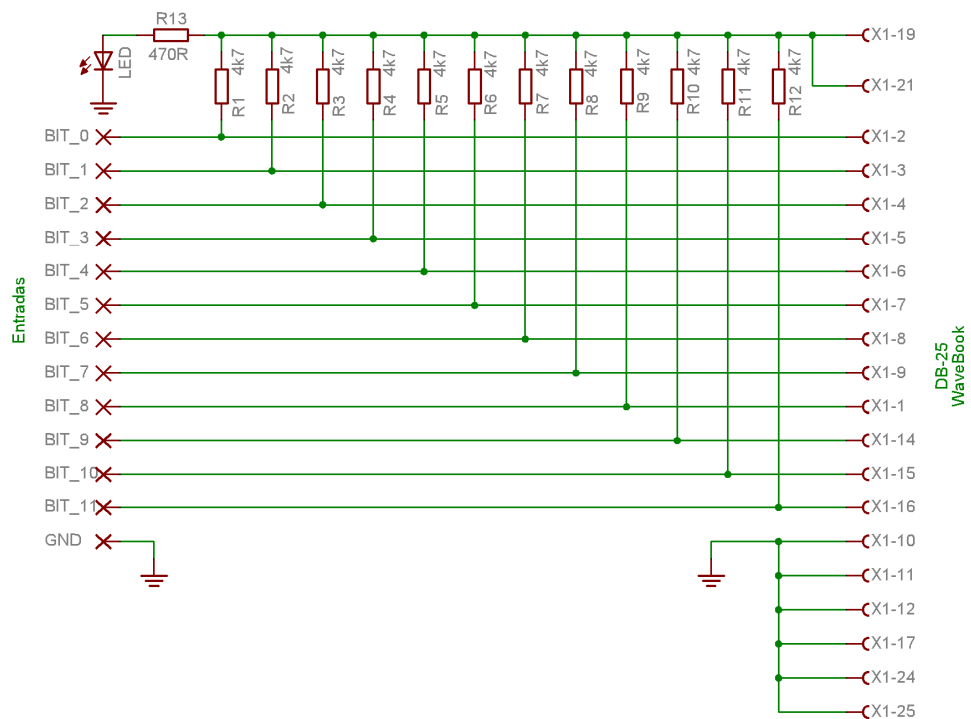 R13
470R
LED
4k7
R1
4k7
R2
4k7
R3
4k7
R4
4k7
R5
4k7
R6
4k7
R7
4k7
R8
4k7
R9
4k7
R10
4k7
R11
4k7
R12
X1-19
X1-21
BIT_0
X1-2
BIT_1
X1-3
BIT_2
X1-4
BIT_3
X1-5
BIT_4
X1-6
BIT_5
X1-7
BIT_6
X1-8
BIT_7
X1-9
BIT_8
X1-1
BIT_9
X1-14
BIT_10
X1-15
BIT_11
X1-16
GND
X1-10
X1-11
X1-12
X1-17
X1-24
X1-25
Entradas
DB-25
WaveBook